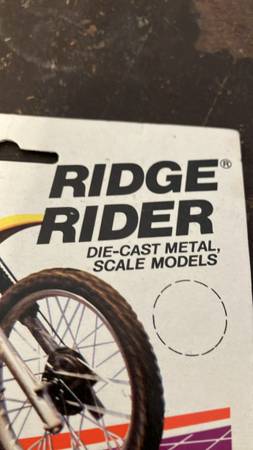 RIDGE®
RIDER
DIE-CAST METAL,
SCALE MODELS